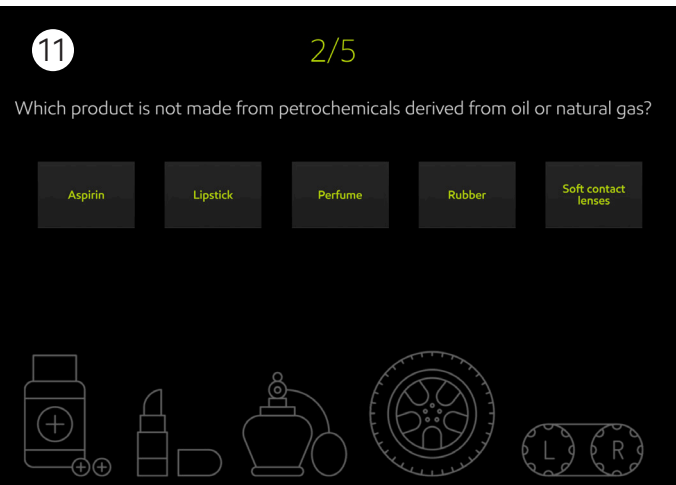 11
2/5
Which product is not made from petrochemicals derived from oil or natural gas?
Aspirin
Lipstick
Perfume
Rubber
Soft contact
lenses
L
R